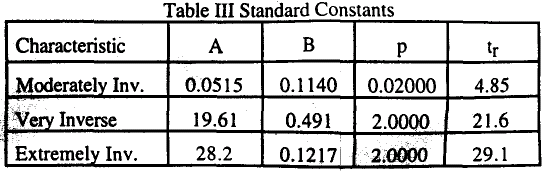 Table III Standard Constants
Characteristic A B p tr
Moderately Inv. 0.0515 0.1140 0.02000 4.85
Very Inverse 19.61 0.491 2.0000 21.6
Extremely Inv. 28.2 0.1217 2.0000 29.1